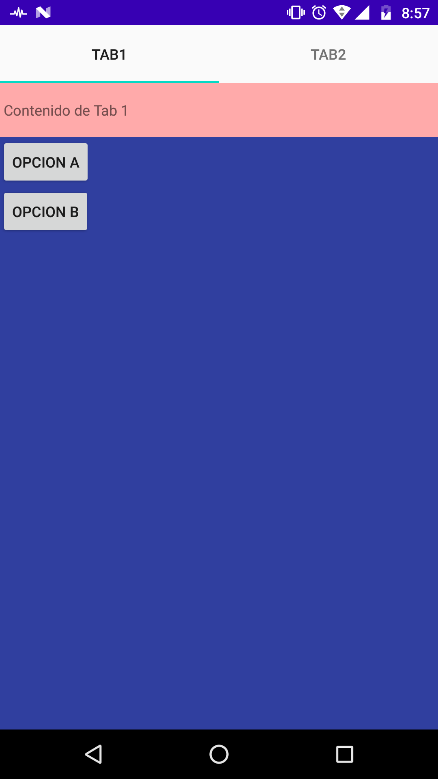 8:57
TAB1 TAB2
Contenido de Tab 1
OPCION A
OPCION B